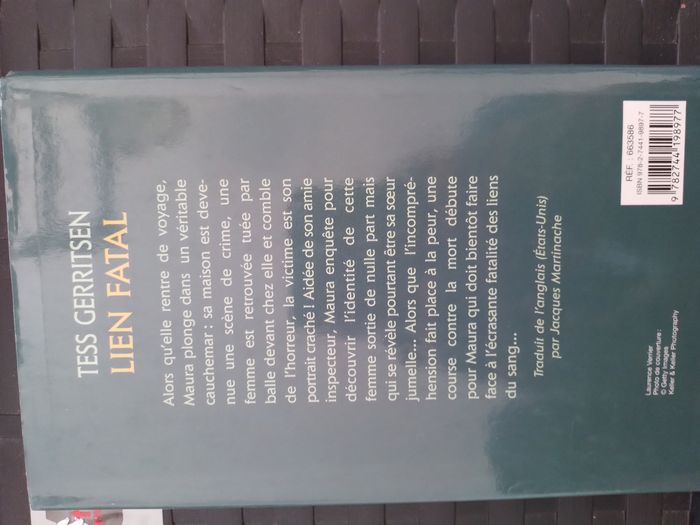 TESS GERRITSEN
LIEN FATAL
Alors qu'elle rentre de voyage,
Maura plonge dans un véritable
cauchemar : sa maison est deve-
nue une scène de crime, une
femme est retrouvée tuée par
balle devant chez elle et comble
de l'horreur, la victime est son
portrait craché ! Aidée de son amie
inspecteur, Maura enquête pour
découvrir l'identité de cette
femme sortie de nulle part mais
qui se révèle pourtant être sa sœur
jumelle... Alors que l'incompré-
hension fait place à la peur, une
course contre la mort débute
pour Maura qui doit bientôt faire
face à l'écrasante fatalité des liens
du sang...
Traduit de l'anglais (États-Unis)
par Jacques Martinache
Laurence Verrier
Photo de couverture :
© Getty Images
Keller & Keller Photography
REF. : 663586
ISBN 978-2-7441-9897-7
9 782744 198977